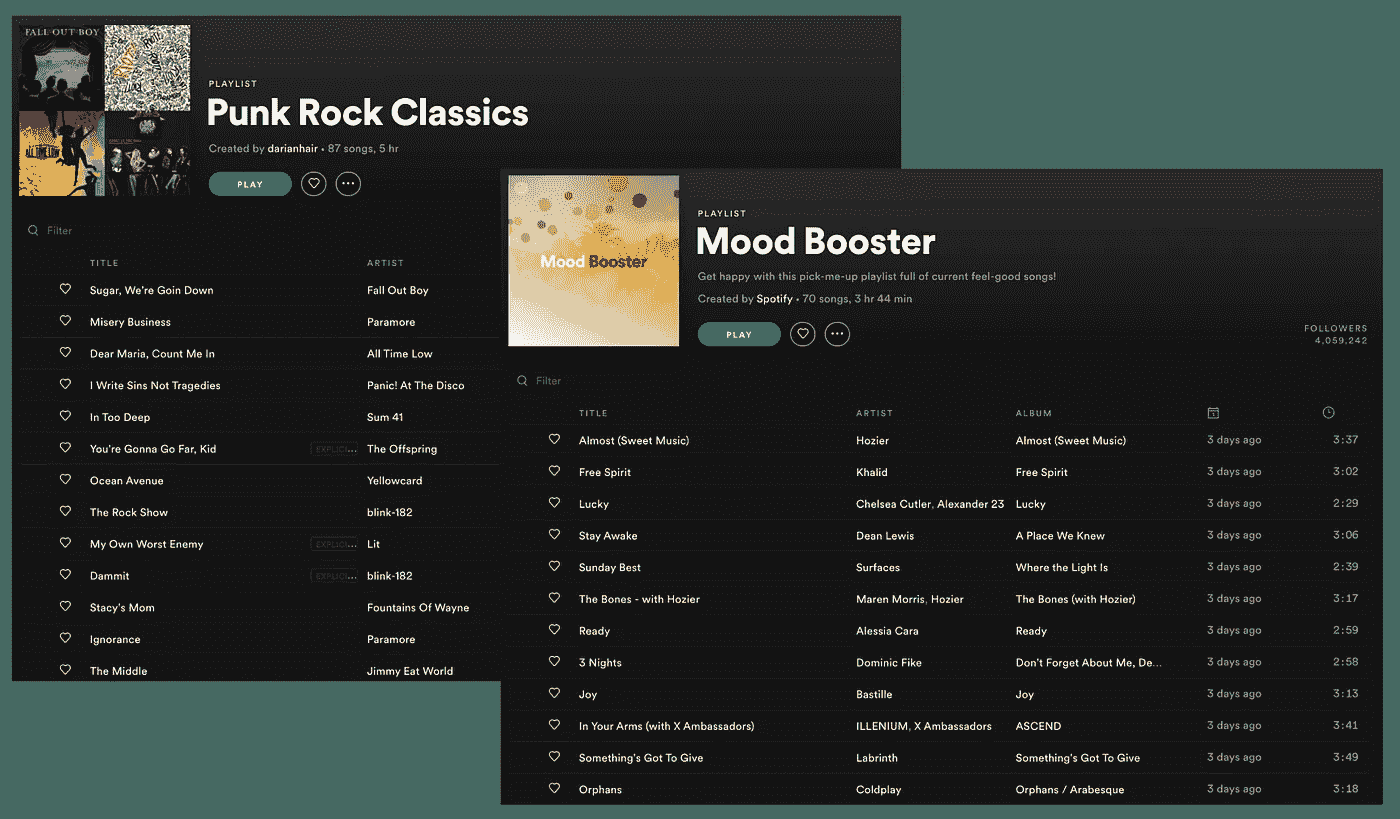 FALL OUT BOY
PLAYLIST
Punk Rock Classics
Created by darianhair • 87 songs, 5 hr
PLAY
Filter
TITLE ARTIST
Sugar, We're Goin Down Fall Out Boy
Misery Business Paramore
Dear Maria, Count Me In All Time Low
I Write Sins Not Tragedies Panic! At The Disco
In Too Deep Sum 41
You're Gonna Go Far, Kid EXPLICI... The Offspring
Ocean Avenue Yellowcard
The Rock Show blink-182
My Own Worst Enemy EXPLICI... Lit
Dammit EXPLICI... blink-182
Stacy's Mom Fountains Of Wayne
Ignorance Paramore
The Middle Jimmy Eat World
Mood Booster
PLAYLIST
Mood Booster
Get happy with this pick-me-up playlist full of current feel-good songs!
Created by Spotify • 70 songs, 3 hr 44 min
PLAY
FOLLOWERS
4,059,242
Filter
TITLE ARTIST ALBUM
Almost (Sweet Music) Hozier Almost (Sweet Music) 3 days ago 3:37
Free Spirit Khalid Free Spirit 3 days ago 3:02
Lucky Chelsea Cutler, Alexander 23 Lucky 3 days ago 2:29
Stay Awake Dean Lewis A Place We Knew 3 days ago 3:06
Sunday Best Surfaces Where the Light Is 3 days ago 2:39
The Bones - with Hozier Maren Morris, Hozier The Bones (with Hozier) 3 days ago 3:17
Ready Alessia Cara Ready 3 days ago 2:59
3 Nights Dominic Fike Don't Forget About Me, De... 3 days ago 2:58
Joy Bastille Joy 3 days ago 3:13
In Your Arms (with X Ambassadors) ILLENIUM, X Ambassadors ASCEND 3 days ago 3:41
Something's Got To Give Labrinth Something's Got To Give 3 days ago 3:49
Orphans Coldplay Orphans / Arabesque 3 days ago 3:18